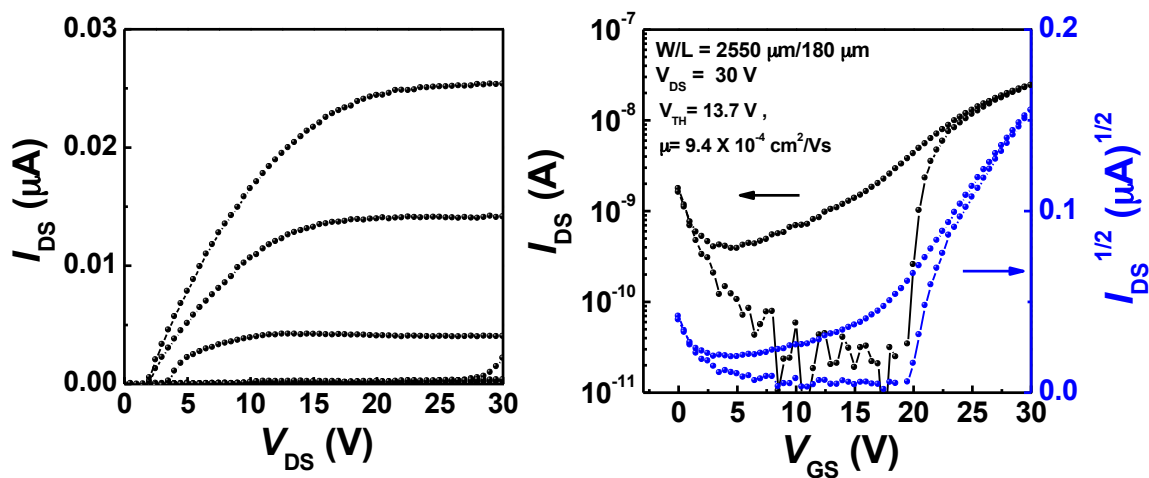 0.03
0.02
0.01
0.00
I_DS (μA)
0 5 10 15 20 25 30
V_DS (V)
10^-7
10^-8
10^-9
10^-10
10^-11
I_DS (A)
W/L = 2550 μm/180 μm
V_DS = 30 V
V_TH= 13.7 V ,
μ= 9.4 X 10^-4 cm^2/Vs
0 5 10 15 20 25 30
V_GS (V)
0.2
0.1
0.0
I_DS^1/2 (μA)^1/2